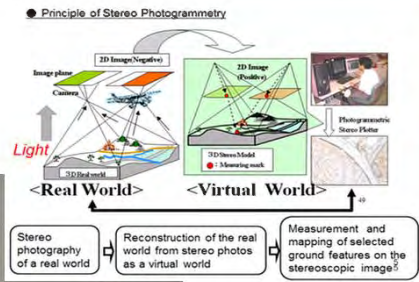 ● Principle of Stereo Photogrammetry
2D Image(Negative)
Image plane
Camera
Light
3D Real world
<Real World>
2D Image
(Positive)
3D Stereo Model
● : Measuring mark
<Virtual World>
Photogrammetric
Stereo Plotter
49
Stereo
photography
of a real world
Reconstruction of the real
world from stereo photos
as a virtual world
Measurement and
mapping of selected
ground features on the
stereoscopic image